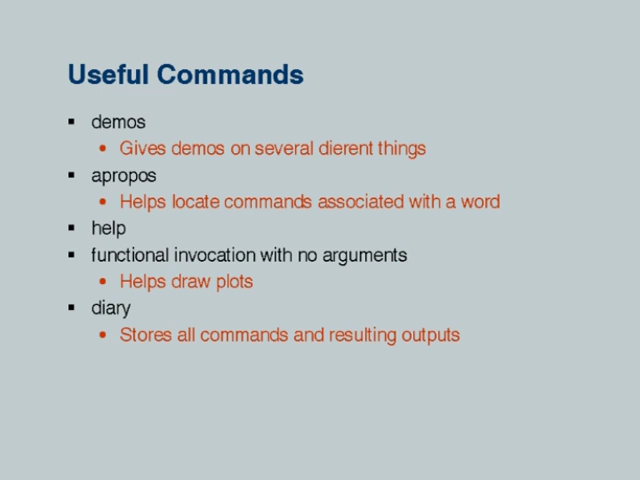 Useful Commands
▪ demos
• Gives demos on several dierent things
▪ apropos
• Helps locate commands associated with a word
▪ help
▪ functional invocation with no arguments
• Helps draw plots
▪ diary
• Stores all commands and resulting outputs